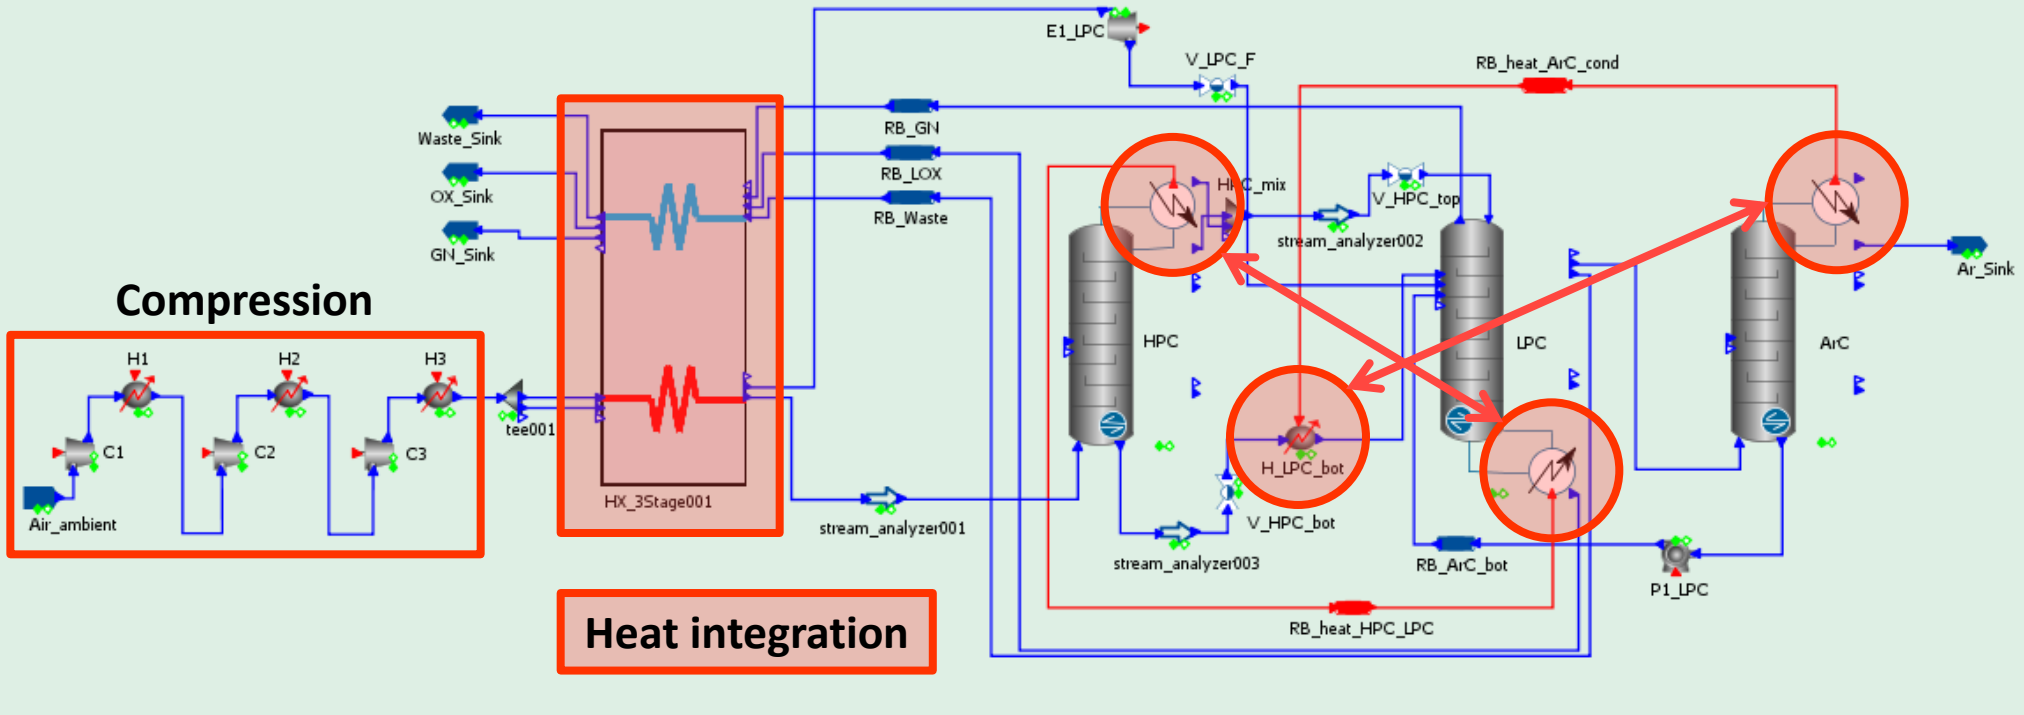 E1_LPC
V_LPC_F
RB_heat_ArC_cond
Waste_Sink
RB_GN
OX_Sink
RB_LOX
HPC_mix
V_HPC_top
RB_Waste
GN_Sink
stream_analyzer002
Ar_Sink
Compression
HPC
LPC
ArC
H1
H2
H3
tee001
C1
C2
C3
H_LPC_bot
HX_3Stage001
Air_ambient
stream_analyzer001
V_HPC_bot
stream_analyzer003
RB_ArC_bot
P1_LPC
Heat integration
RB_heat_HPC_LPC